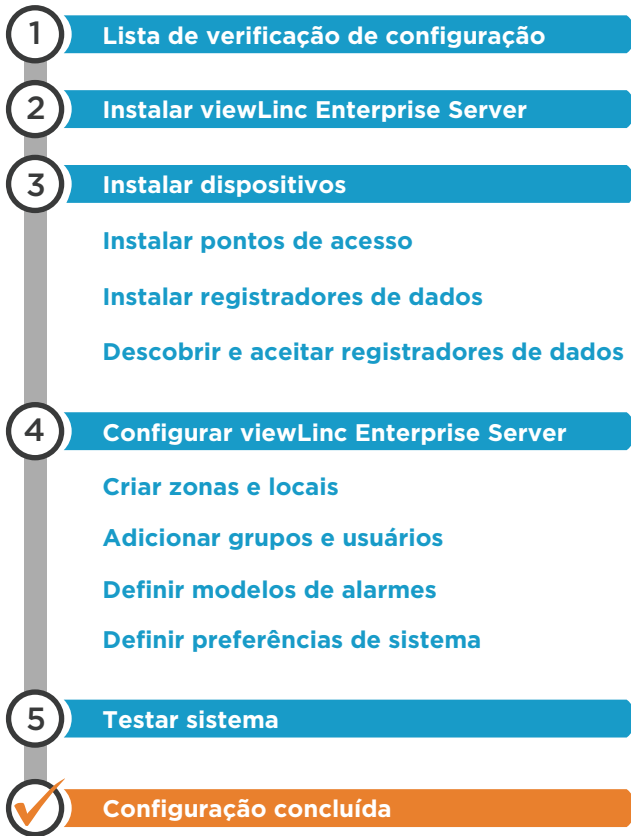 1 Lista de verificação de configuração
2 Instalar viewLinc Enterprise Server
3 Instalar dispositivos
Instalar pontos de acesso
Instalar registradores de dados
Descobrir e aceitar registradores de dados
4 Configurar viewLinc Enterprise Server
Criar zonas e locais
Adicionar grupos e usuários
Definir modelos de alarmes
Definir preferências de sistema
5 Testar sistema
Configuração concluída